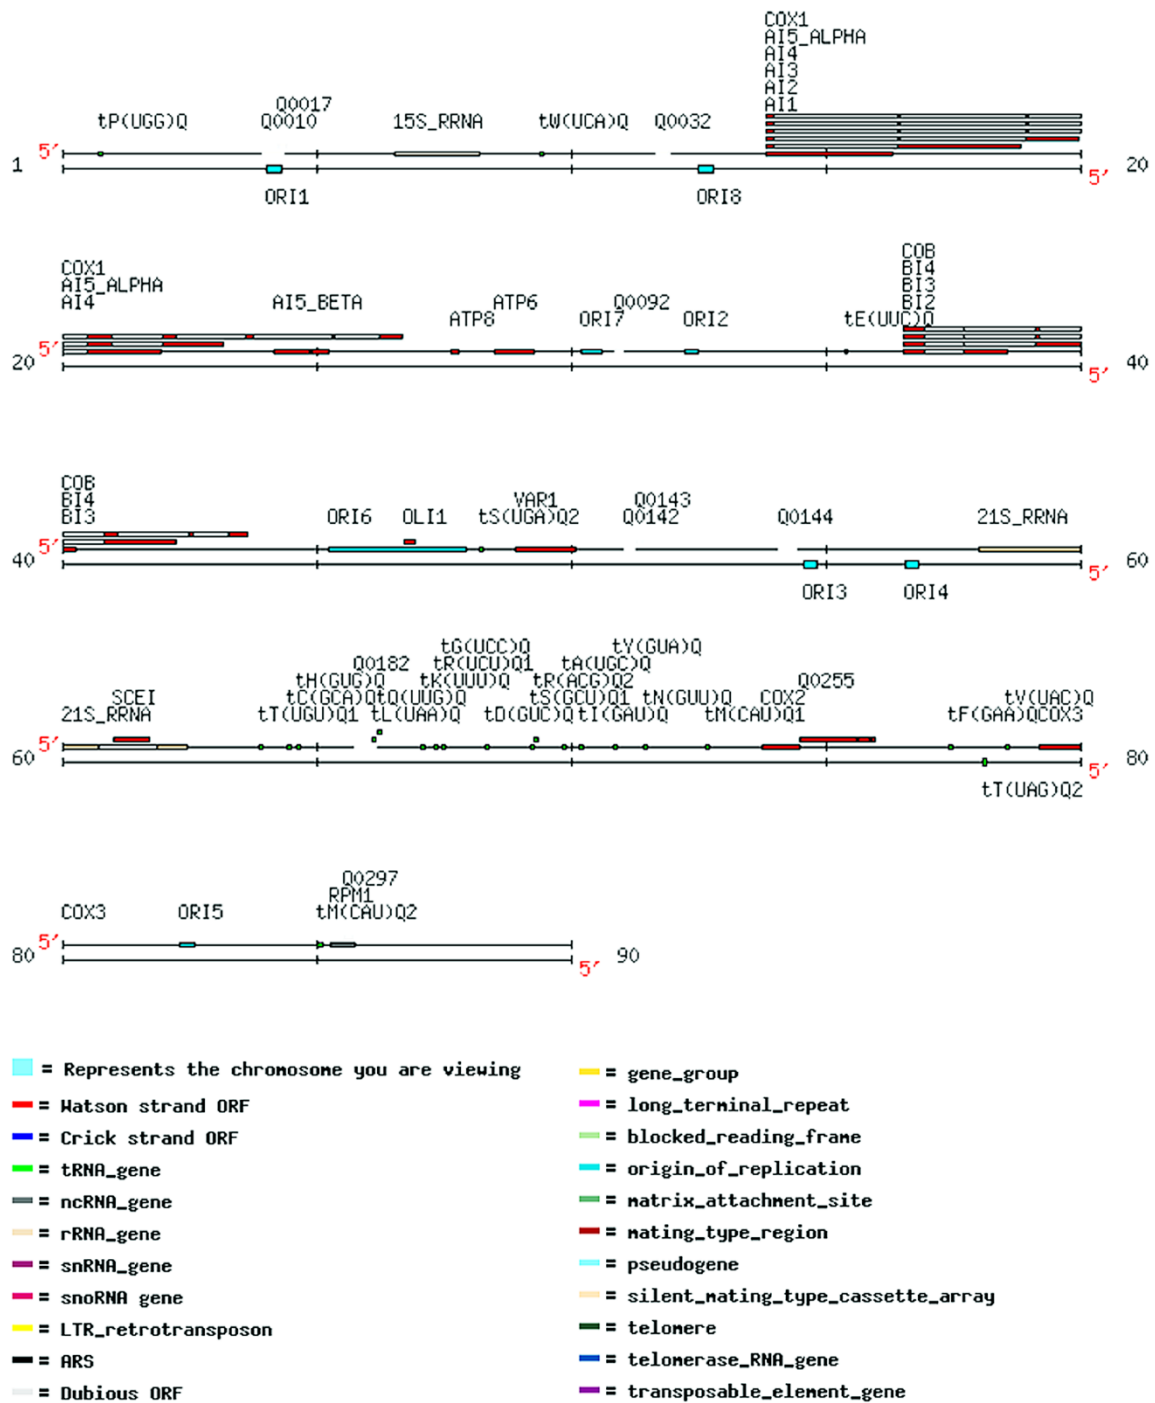 COX1
AI5_ALPHA
AI4
AI3
AI2
AI1
Q0017
tP(UGG)Q Q0010 15S_RRNA tW(UCA)Q Q0032
1 5' 5' 20
ORI1 ORI8
COX1
AI5_ALPHA
AI4 AI5_BETA ATP6
ATP8 ORI7 Q0092 ORI2 tE(UUC)Q
COB
BI4
BI3
BI2
20 5' 5' 40
COB
BI4
BI3
ORI6 OLI1 tS(UGA)Q2 VAR1 Q0142 Q0143 Q0144 21S_RRNA
40 5' 5' 60
ORI3 ORI4
tG(UCC)Q tY(GUA)Q
Q0182 tR(UCU)Q1 tA(UGC)Q
tH(GUG)Q tK(UUU)Q tR(ACG)Q2 Q0255
SCEI tC(GCA)Q tQ(UUG)Q tS(GCU)Q1 tN(GUU)Q COX2 tV(UAC)Q
21S_RRNA tT(UGU)Q1 tL(UAA)Q tD(GUC)Q tI(GAU)Q tM(CAU)Q1 tF(GAA)Q COX3
60 5' 5' 80
tT(UAG)Q2
Q0297
RPM1
COX3 ORI5 tM(CAU)Q2
80 5' 5' 90
= Represents the chromosome you are viewing
= Watson strand ORF
= Crick strand ORF
= tRNA_gene
= ncRNA_gene
= rRNA_gene
= snRNA_gene
= snoRNA gene
= LTR_retrotransposon
= ARS
= Dubious ORF
= gene_group
= long_terminal_repeat
= blocked_reading_frame
= origin_of_replication
= matrix_attachment_site
= mating_type_region
= pseudogene
= silent_mating_type_cassette_array
= telomere
= telomerase_RNA_gene
= transposable_element_gene